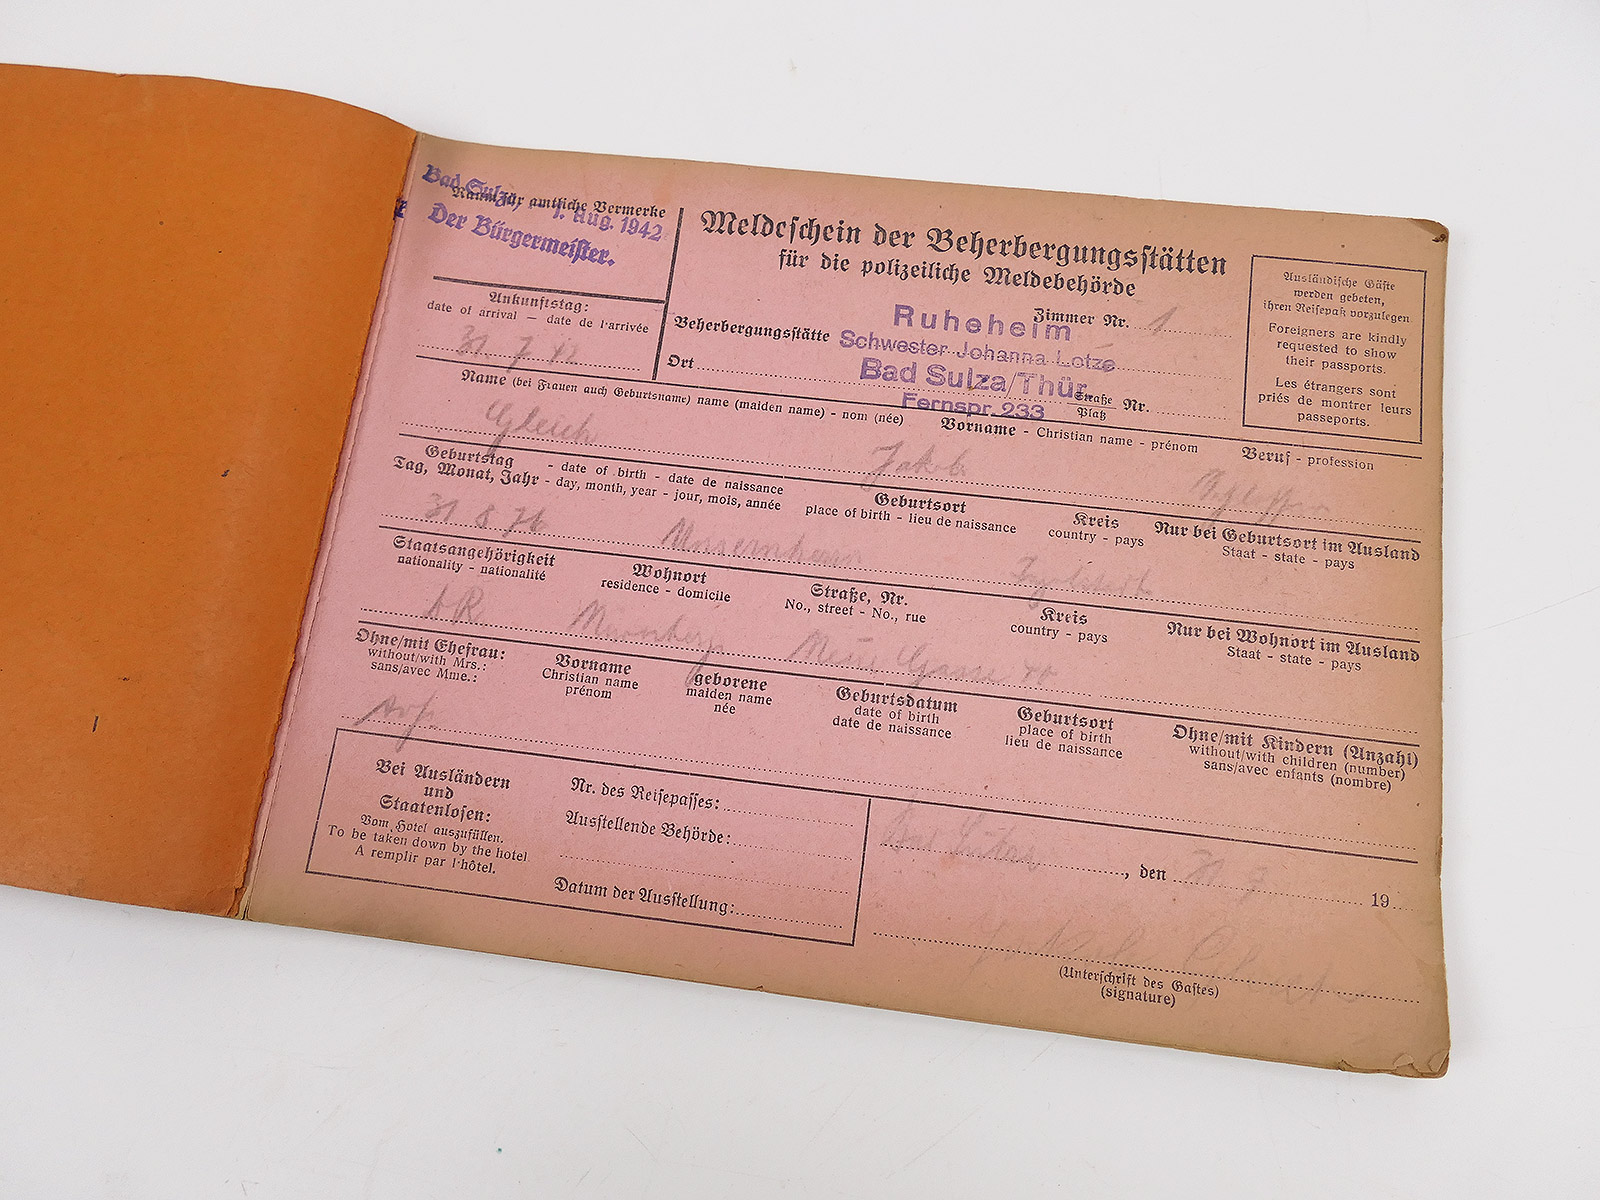 Bad Sulza, - 1. Aug. 1942
Raum für amtliche Vermerke
Der Bürgermeister.
Ankunftstag:
date of arrival — date de l'arrivée
31. 7 42
Meldeschein der Beherbergungsstätten
für die polizeiliche Meldebehörde
Zimmer Nr. 1
Beherbergungsstätte
Ruheheim
Schwester Johanna Lotze
Ort
Bad Sulza/Thür.
Fernspr. 233
Straße
Platz
Nr.
Ausländische Gäste
werden gebeten,
ihren Reisepaß vorzulegen
Foreigners are kindly
requested to show
their passports.
Les étrangers sont
priés de montrer leurs
passeports.
Name (bei Frauen auch Geburtsname) name (maiden name) - nom (née)
Vorname - Christian name - prénom
Beruf - profession
Gleich
Jakob
Geburtstag - date of birth - date de naissance
Tag, Monat, Jahr - day, month, year - jour, mois, année
Geburtsort
place of birth - lieu de naissance
Kreis
country - pays
Nur bei Geburtsort im Ausland
Staat - state - pays
31 8 76
Staatsangehörigkeit
nationality - nationalité
Wohnort
residence - domicile
Straße, Nr.
No., street - No., rue
Kreis
country - pays
Nur bei Wohnort im Ausland
Staat - state - pays
DR
Ohne/mit Ehefrau:
without/with Mrs.:
sans/avec Mme.:
Vorname
Christian name
prénom
geborene
maiden name
née
Geburtsdatum
date of birth
date de naissance
Geburtsort
place of birth
lieu de naissance
Ohne/mit Kindern (Anzahl)
without/with children (number)
sans/avec enfants (nombre)
Bei Ausländern
und
Staatenlosen:
Vom Hotel auszufüllen.
To be taken down by the hotel.
A remplir par l'hôtel.
Nr. des Reisepasses:
Ausstellende Behörde:
Datum der Ausstellung:
, den
19
(Unterschrift des Gastes)
(signature)